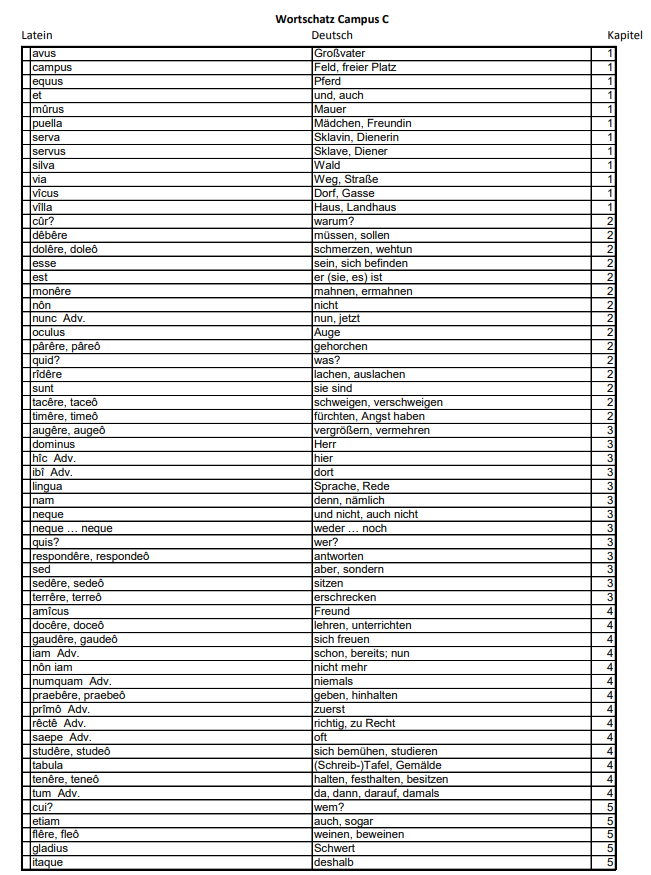 Wortschatz Campus C
Latein Deutsch Kapitel
avus Großvater 1
campus Feld, freier Platz 1
equus Pferd 1
et und, auch 1
mûrus Mauer 1
puella Mädchen, Freundin 1
serva Sklavin, Dienerin 1
servus Sklave, Diener 1
silva Wald 1
via Weg, Straße 1
vîcus Dorf, Gasse 1
vîlla Haus, Landhaus 1
cûr? warum? 2
dêbêre müssen, sollen 2
dolêre, doleô schmerzen, wehtun 2
esse sein, sich befinden 2
est er (sie, es) ist 2
monêre mahnen, ermahnen 2
nôn nicht 2
nunc Adv. nun, jetzt 2
oculus Auge 2
pârêre, pâreô gehorchen 2
quid? was? 2
rîdêre lachen, auslachen 2
sunt sie sind 2
tacêre, taceô schweigen, verschweigen 2
timêre, timeô fürchten, Angst haben 2
augêre, augeô vergrößern, vermehren 3
dominus Herr 3
hîc Adv. hier 3
ibî Adv. dort 3
lingua Sprache, Rede 3
nam denn, nämlich 3
neque und nicht, auch nicht 3
neque … neque weder … noch 3
quis? wer? 3
respondêre, respondeô antworten 3
sed aber, sondern 3
sedêre, sedeô sitzen 3
terrêre, terreô erschrecken 3
amîcus Freund 4
docêre, doceô lehren, unterrichten 4
gaudêre, gaudeô sich freuen 4
iam Adv. schon, bereits; nun 4
nôn iam nicht mehr 4
numquam Adv. niemals 4
praebêre, praebeô geben, hinhalten 4
prîmô Adv. zuerst 4
rêctê Adv. richtig, zu Recht 4
saepe Adv. oft 4
studêre, studeô sich bemühen, studieren 4
tabula (Schreib-)Tafel, Gemälde 4
tenêre, teneô halten, festhalten, besitzen 4
tum Adv. da, dann, darauf, damals 4
cui? wem? 5
etiam auch, sogar 5
flêre, fleô weinen, beweinen 5
gladius Schwert 5
itaque deshalb 5